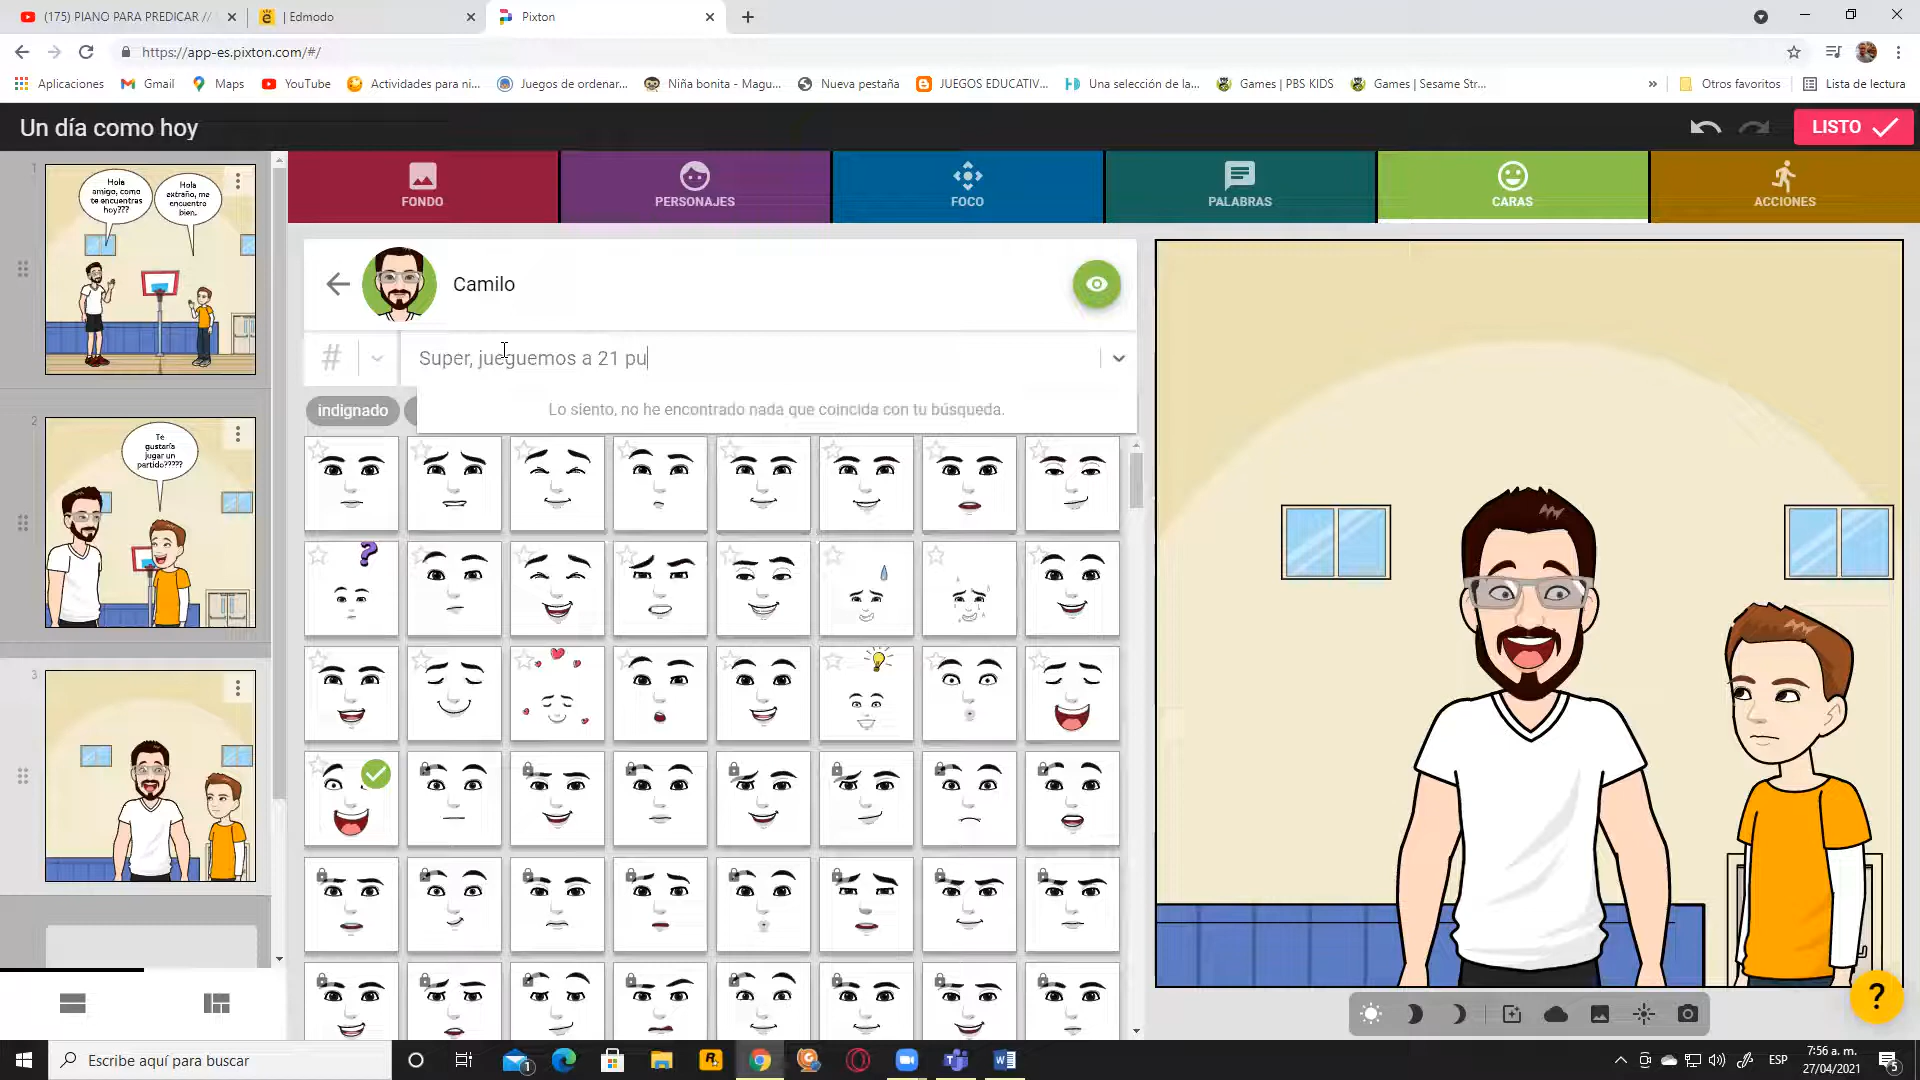 (175) PIANO PARA PREDICAR //
| Edmodo
Pixton
https://app-es.pixton.com/#/
Aplicaciones
Gmail
Maps
YouTube
Actividades para ni...
Juegos de ordenar...
Niña bonita - Magu...
Nueva pestaña
JUEGOS EDUCATIV...
Una selección de la...
Games | PBS KIDS
Games | Sesame Str...
»
Otros favoritos
Lista de lectura
Un día como hoy
LISTO
FONDO
PERSONAJES
FOCO
PALABRAS
CARAS
ACCIONES
1
Hola
amigo, como
te encuentras
hoy???
Hola
extraño, me
encuentro
bien.
2
Te
gustaría
jugar un
partido?????
3
Camilo
#
Super, jueguemos a 21 pu
indignado
Lo siento, no he encontrado nada que coincida con tu búsqueda.
?
?
Escribe aquí para buscar
1
ESP
7:56 a. m.
27/04/2021
5